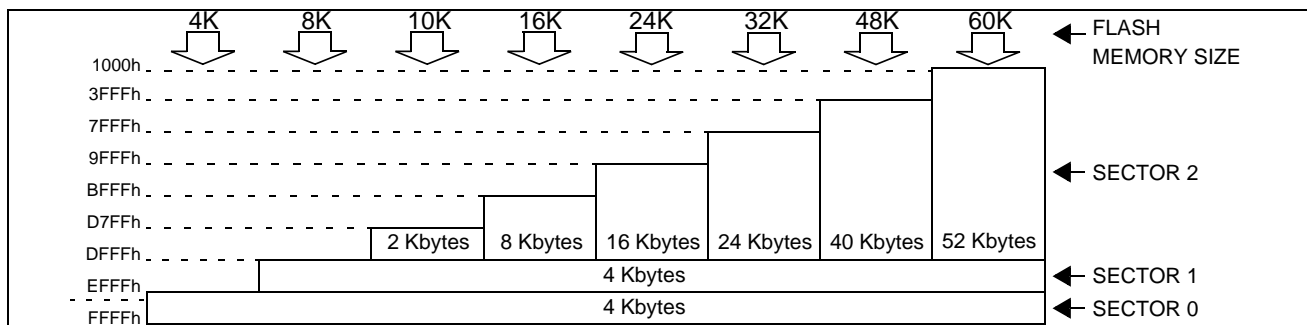 4K 8K 10K 16K 24K 32K 48K 60K
FLASH
MEMORY SIZE
1000h
3FFFh
7FFFh
9FFFh
SECTOR 2
BFFFh
D7FFh
2 Kbytes 8 Kbytes 16 Kbytes 24 Kbytes 40 Kbytes 52 Kbytes
DFFFh
4 Kbytes
SECTOR 1
EFFFh
4 Kbytes
SECTOR 0
FFFFh